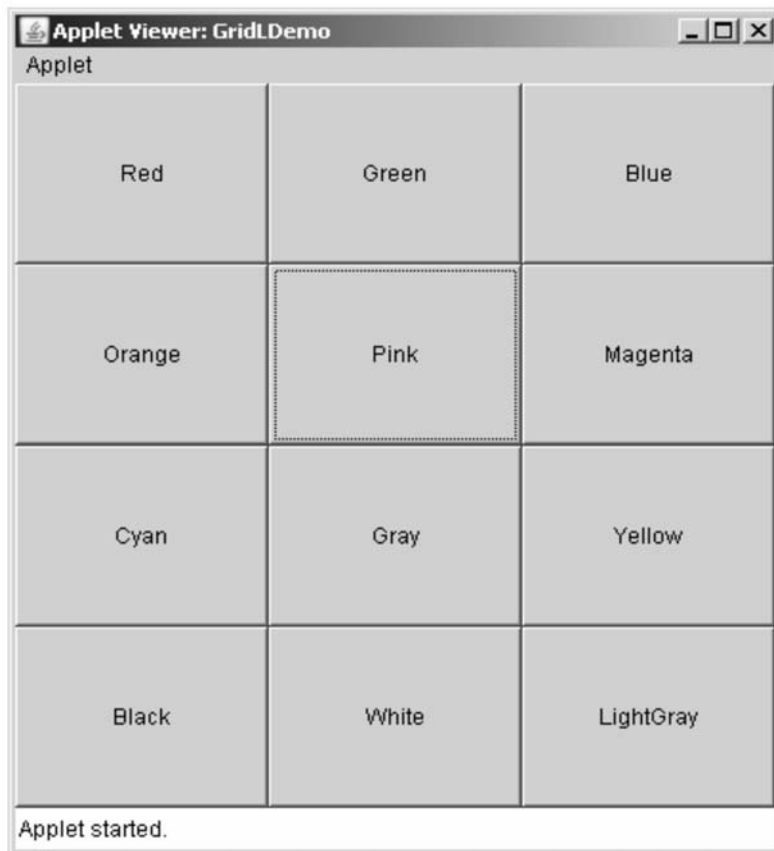 Applet Viewer: GridLDemo
Applet
Red Green Blue
Orange Pink Magenta
Cyan Gray Yellow
Black White LightGray
Applet started.